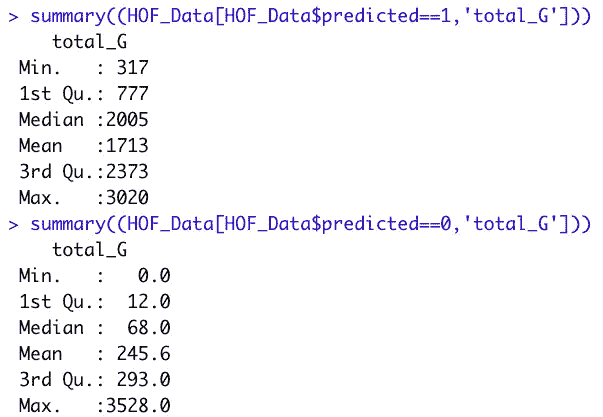 > summary((HOF_Data[HOF_Data$predicted==1,'total_G']))
total_G
Min.   : 317
1st Qu.: 777
Median :2005
Mean   :1713
3rd Qu.:2373
Max.   :3020
> summary((HOF_Data[HOF_Data$predicted==0,'total_G']))
total_G
Min.   :   0.0
1st Qu.:  12.0
Median :  68.0
Mean   : 245.6
3rd Qu.: 293.0
Max.   :3528.0